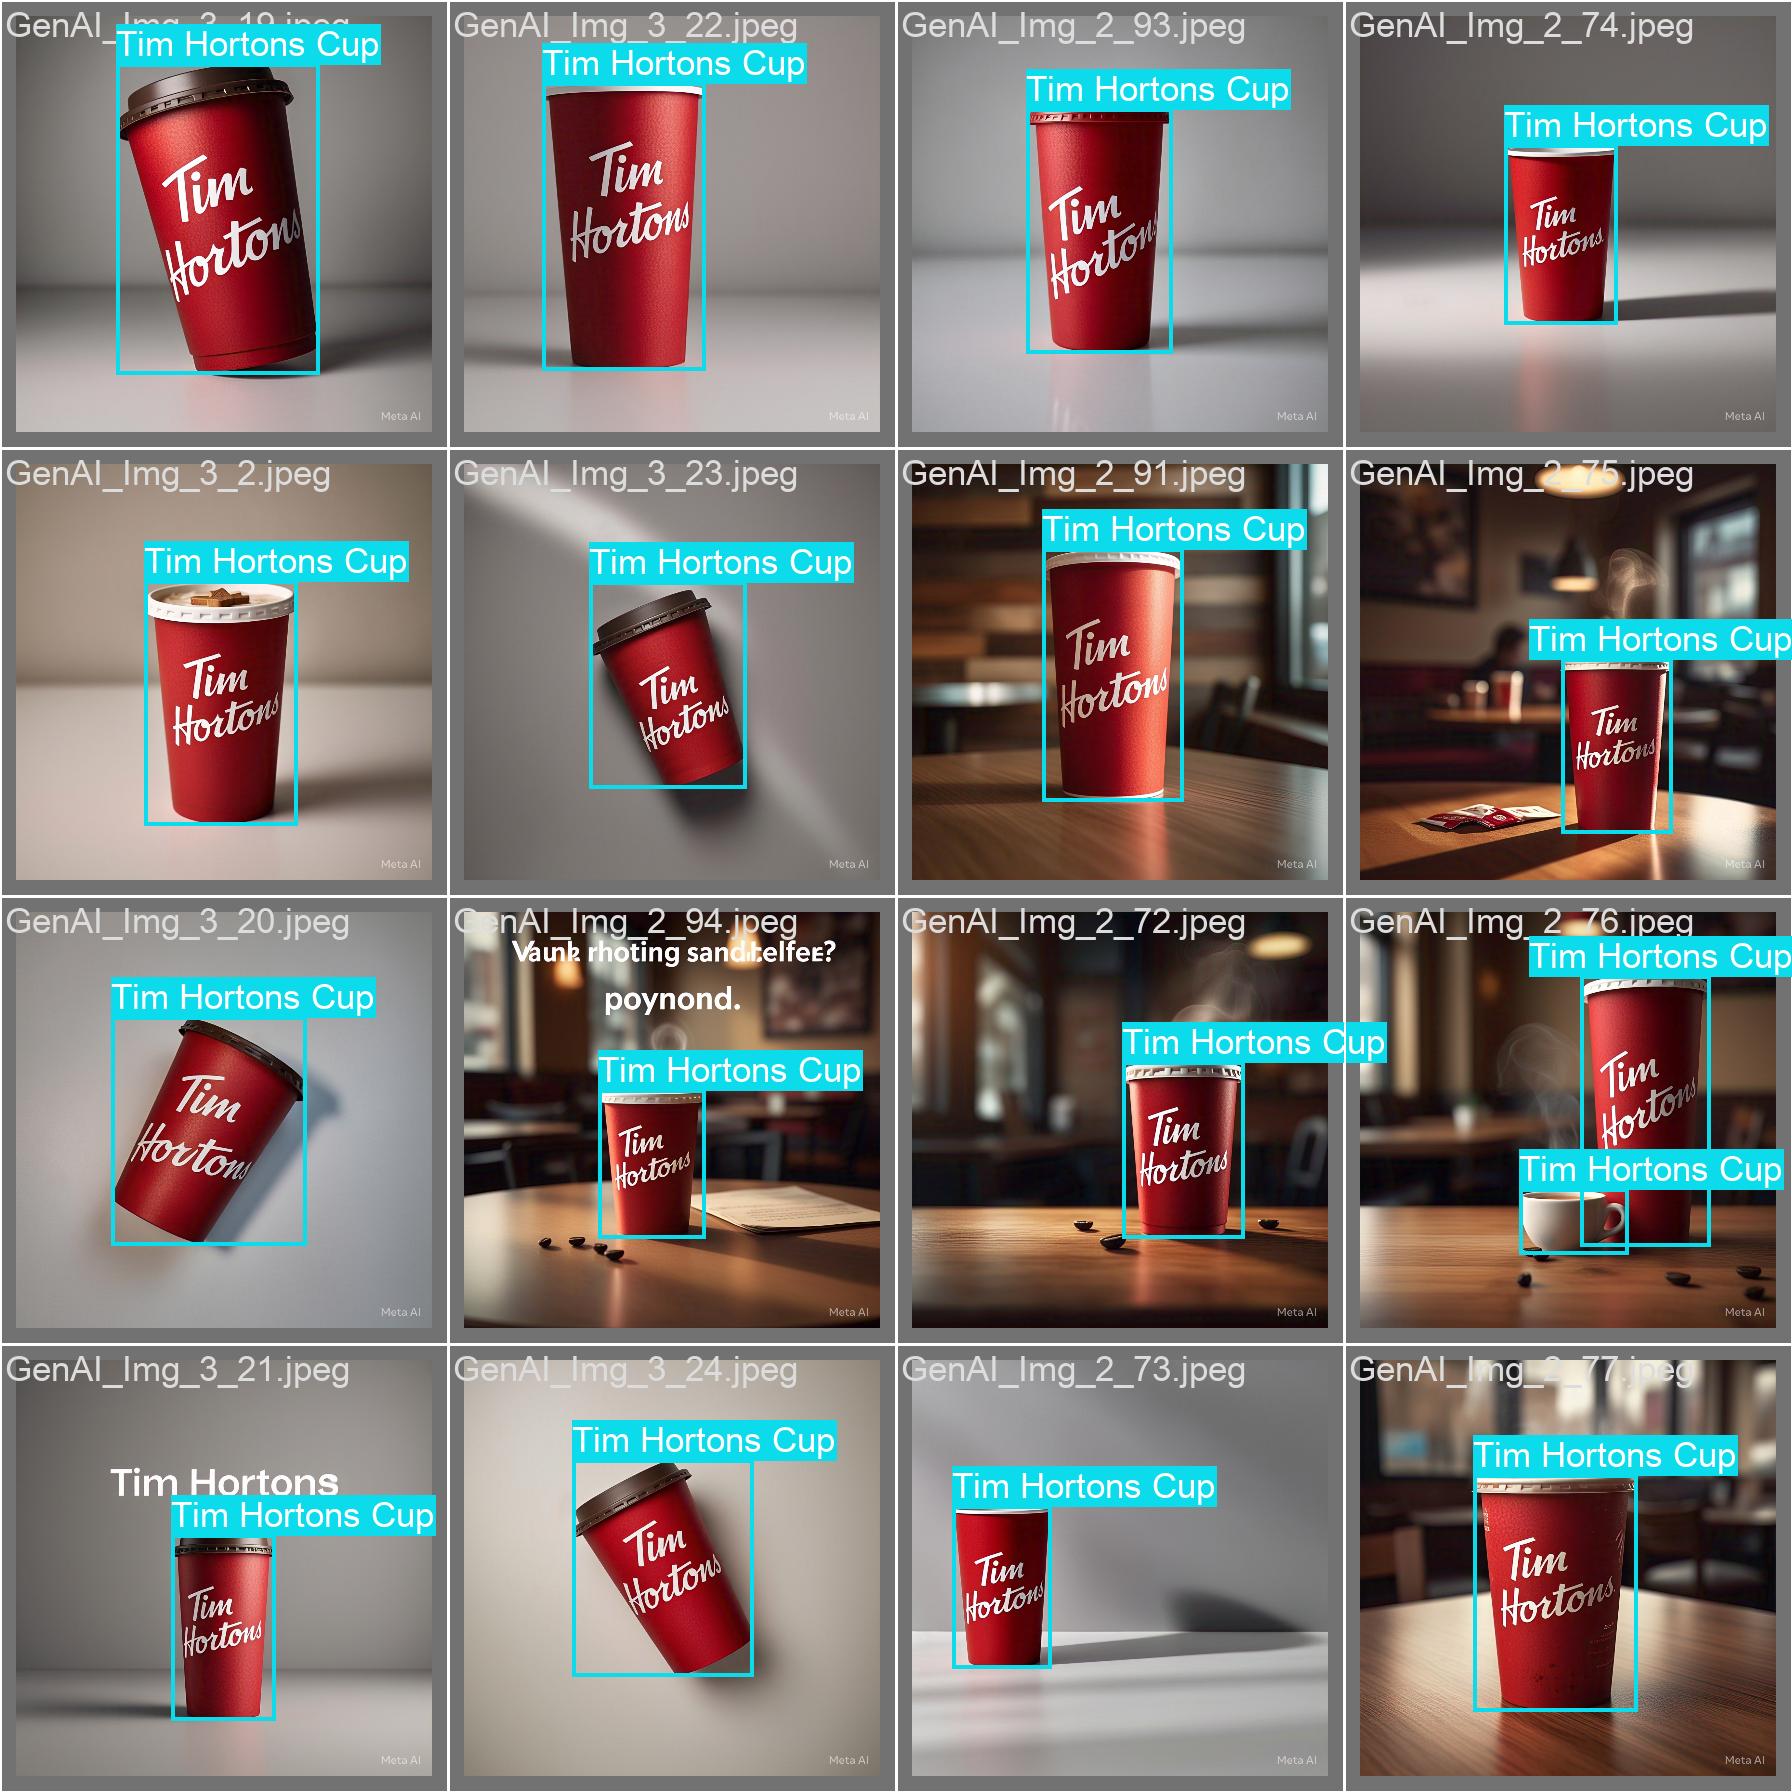 GenAI_Img_3_19.jpeg
Tim Hortons Cup
Tim
Hortons
Meta AI
GenAI_Img_3_22.jpeg
Tim Hortons Cup
Tim
Hortons
Meta AI
GenAI_Img_2_93.jpeg
Tim Hortons Cup
Tim
Hortons
Meta AI
GenAI_Img_2_74.jpeg
Tim Hortons Cup
Tim
Hortons
Meta AI
GenAI_Img_3_2.jpeg
Tim Hortons Cup
Tim
Hortons
Meta AI
GenAI_Img_3_23.jpeg
Tim Hortons Cup
Tim
Hortons
Meta AI
GenAI_Img_2_91.jpeg
Tim Hortons Cup
Tim
Hortons
Meta AI
GenAI_Img_2_75.jpeg
Tim Hortons Cup
Tim
Hortons
Meta AI
GenAI_Img_3_20.jpeg
Tim Hortons Cup
Tim
Hortons
Meta AI
GenAI_Img_2_94.jpeg
rhoting
poynond.
Tim Hortons Cup
Tim
Hortons
Meta AI
GenAI_Img_2_72.jpeg
Tim Hortons Cup
Tim
Hortons
Meta AI
GenAI_Img_2_76.jpeg
Tim Hortons Cup
Tim
Hortons
Tim Hortons Cup
Meta AI
GenAI_Img_3_21.jpeg
Tim Hortons
Tim Hortons Cup
Tim
Hortons
Meta AI
GenAI_Img_3_24.jpeg
Tim Hortons Cup
Tim
Hortons
Meta AI
GenAI_Img_2_73.jpeg
Tim Hortons Cup
Tim
Hortons
Meta AI
GenAI_Img_2_77.jpeg
Tim Hortons Cup
Tim
Hortons
Meta AI